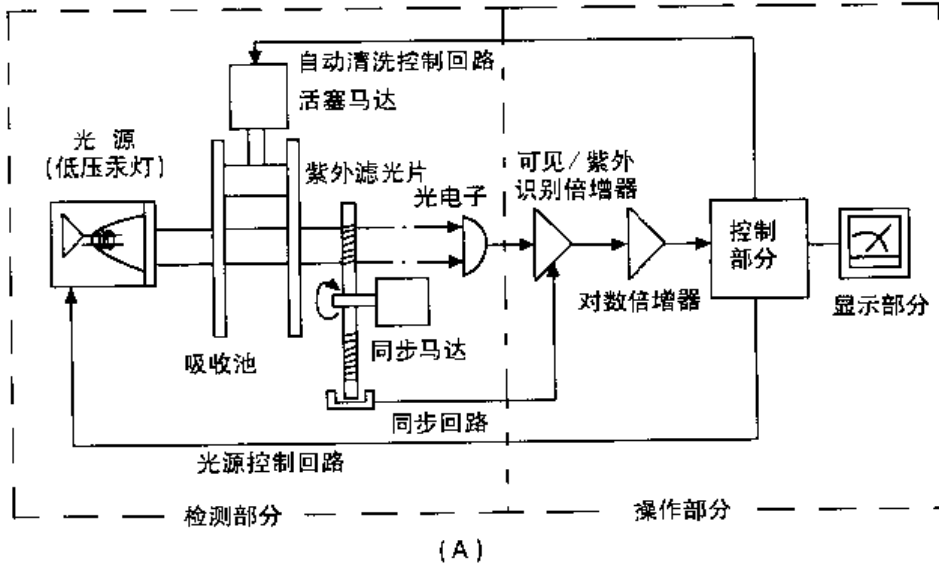 自动清洗控制回路
活塞马达
光 源
(低压汞灯)
紫外滤光片
光电子
可见/紫外
识别倍增器
控制
部分
对数倍增器
显示部分
吸收池
同步马达
同步回路
光源控制回路
检测部分
操作部分
(A)